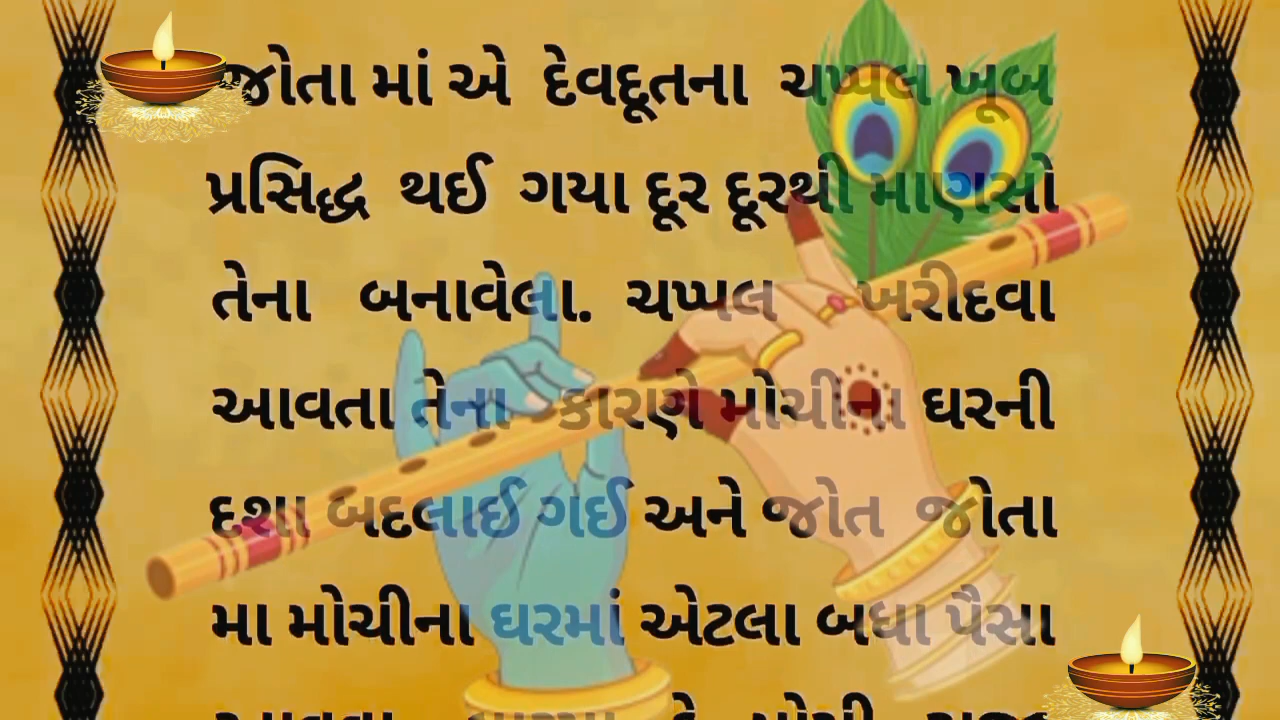 જોતા માં એ દેવદૂતના ચપ્પલ ખૂબ
પ્રસિદ્ધ થઈ ગયા દૂર દૂરથી માણસો
તેના બનાવેલા. ચપ્પલ ખરીદવા
આવતા તેના કારણે મોચીના ઘરની
દશા બદલાઈ ગઈ અને જોત જોતા
મા મોચીના ઘરમાં એટલા બધા પૈસા